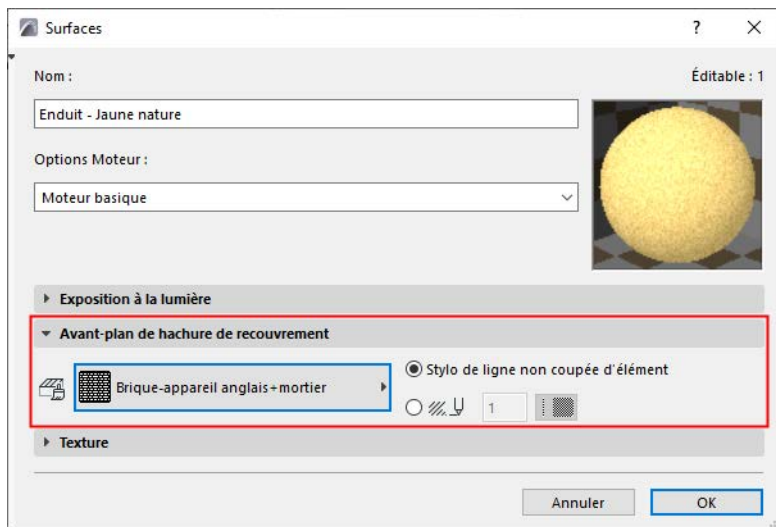 Surfaces
Nom :
Éditable : 1
Enduit - Jaune nature
Options Moteur :
Moteur basique
Exposition à la lumière
Avant-plan de hachure de recouvrement
Brique-appareil anglais+mortier
Stylo de ligne non coupée d'élément
1
Texture
Annuler
OK